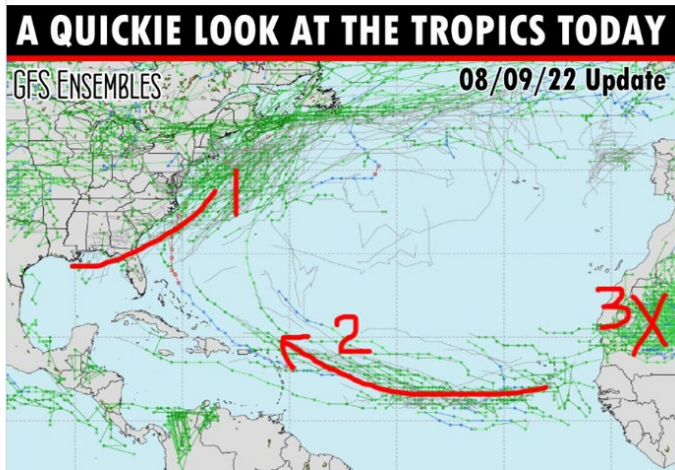 A QUICKIE LOOK AT THE TROPICS TODAY
GFS ENSEMBLES
08/09/22 Update
1
2
3X